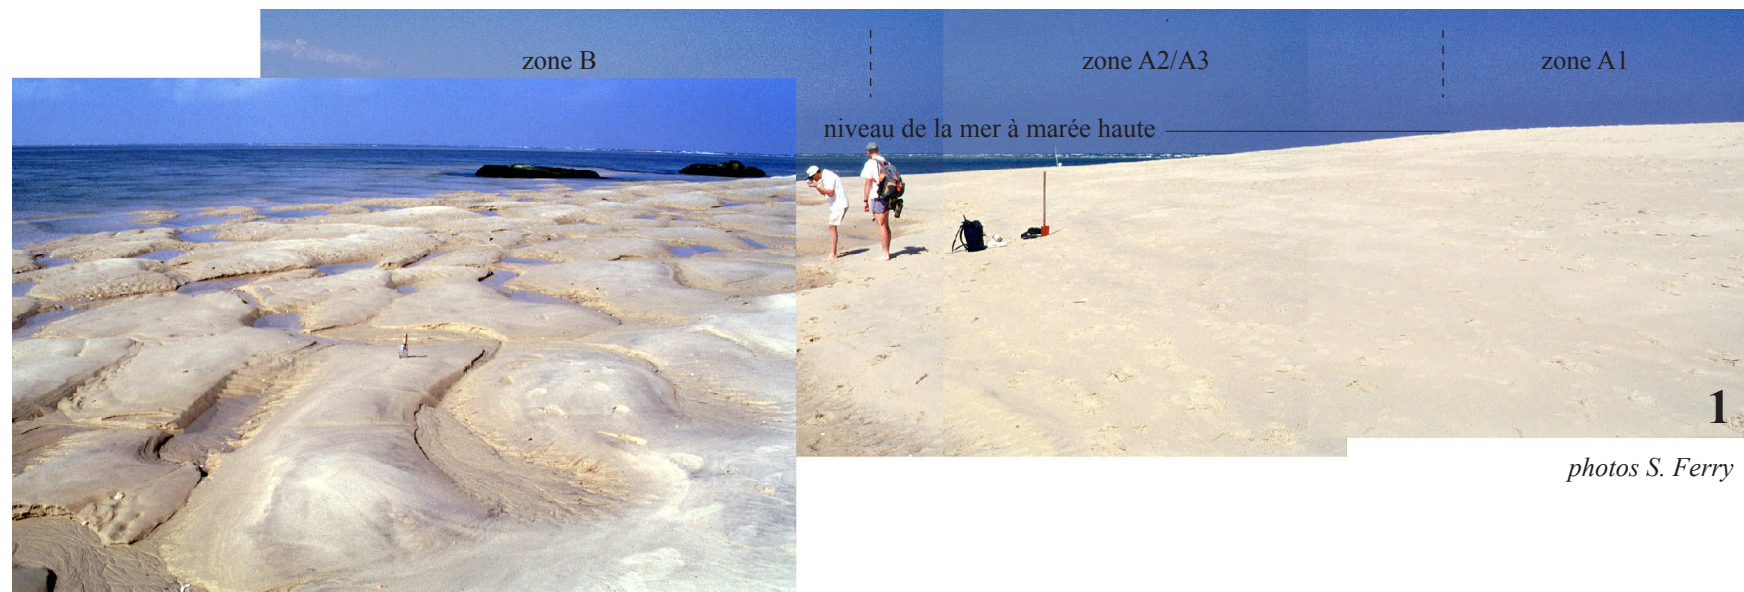 zone B
zone A2/A3
zone A1
niveau de la mer à marée haute
1
photos S. Ferry